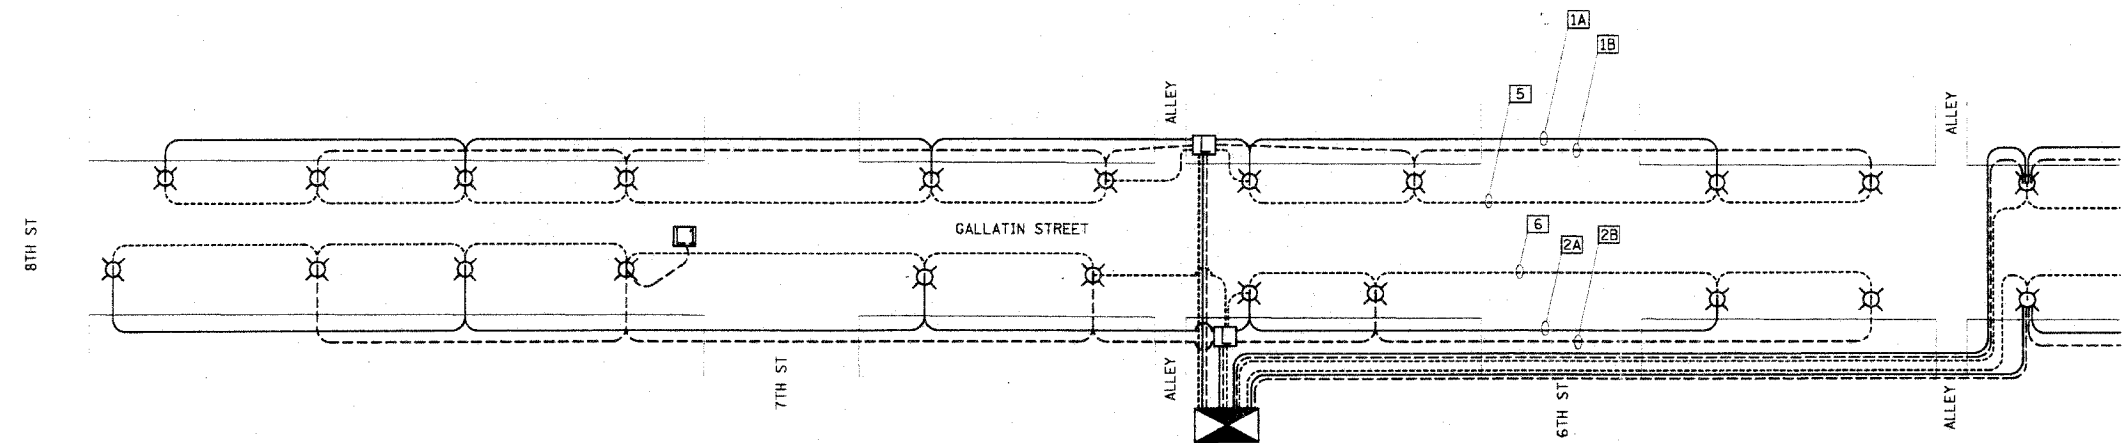 1A
1B
5
ALLEY
ALLEY
8TH ST
GALLATIN STREET
6
2A
2B
7TH ST
ALLEY
6TH ST
ALLEY